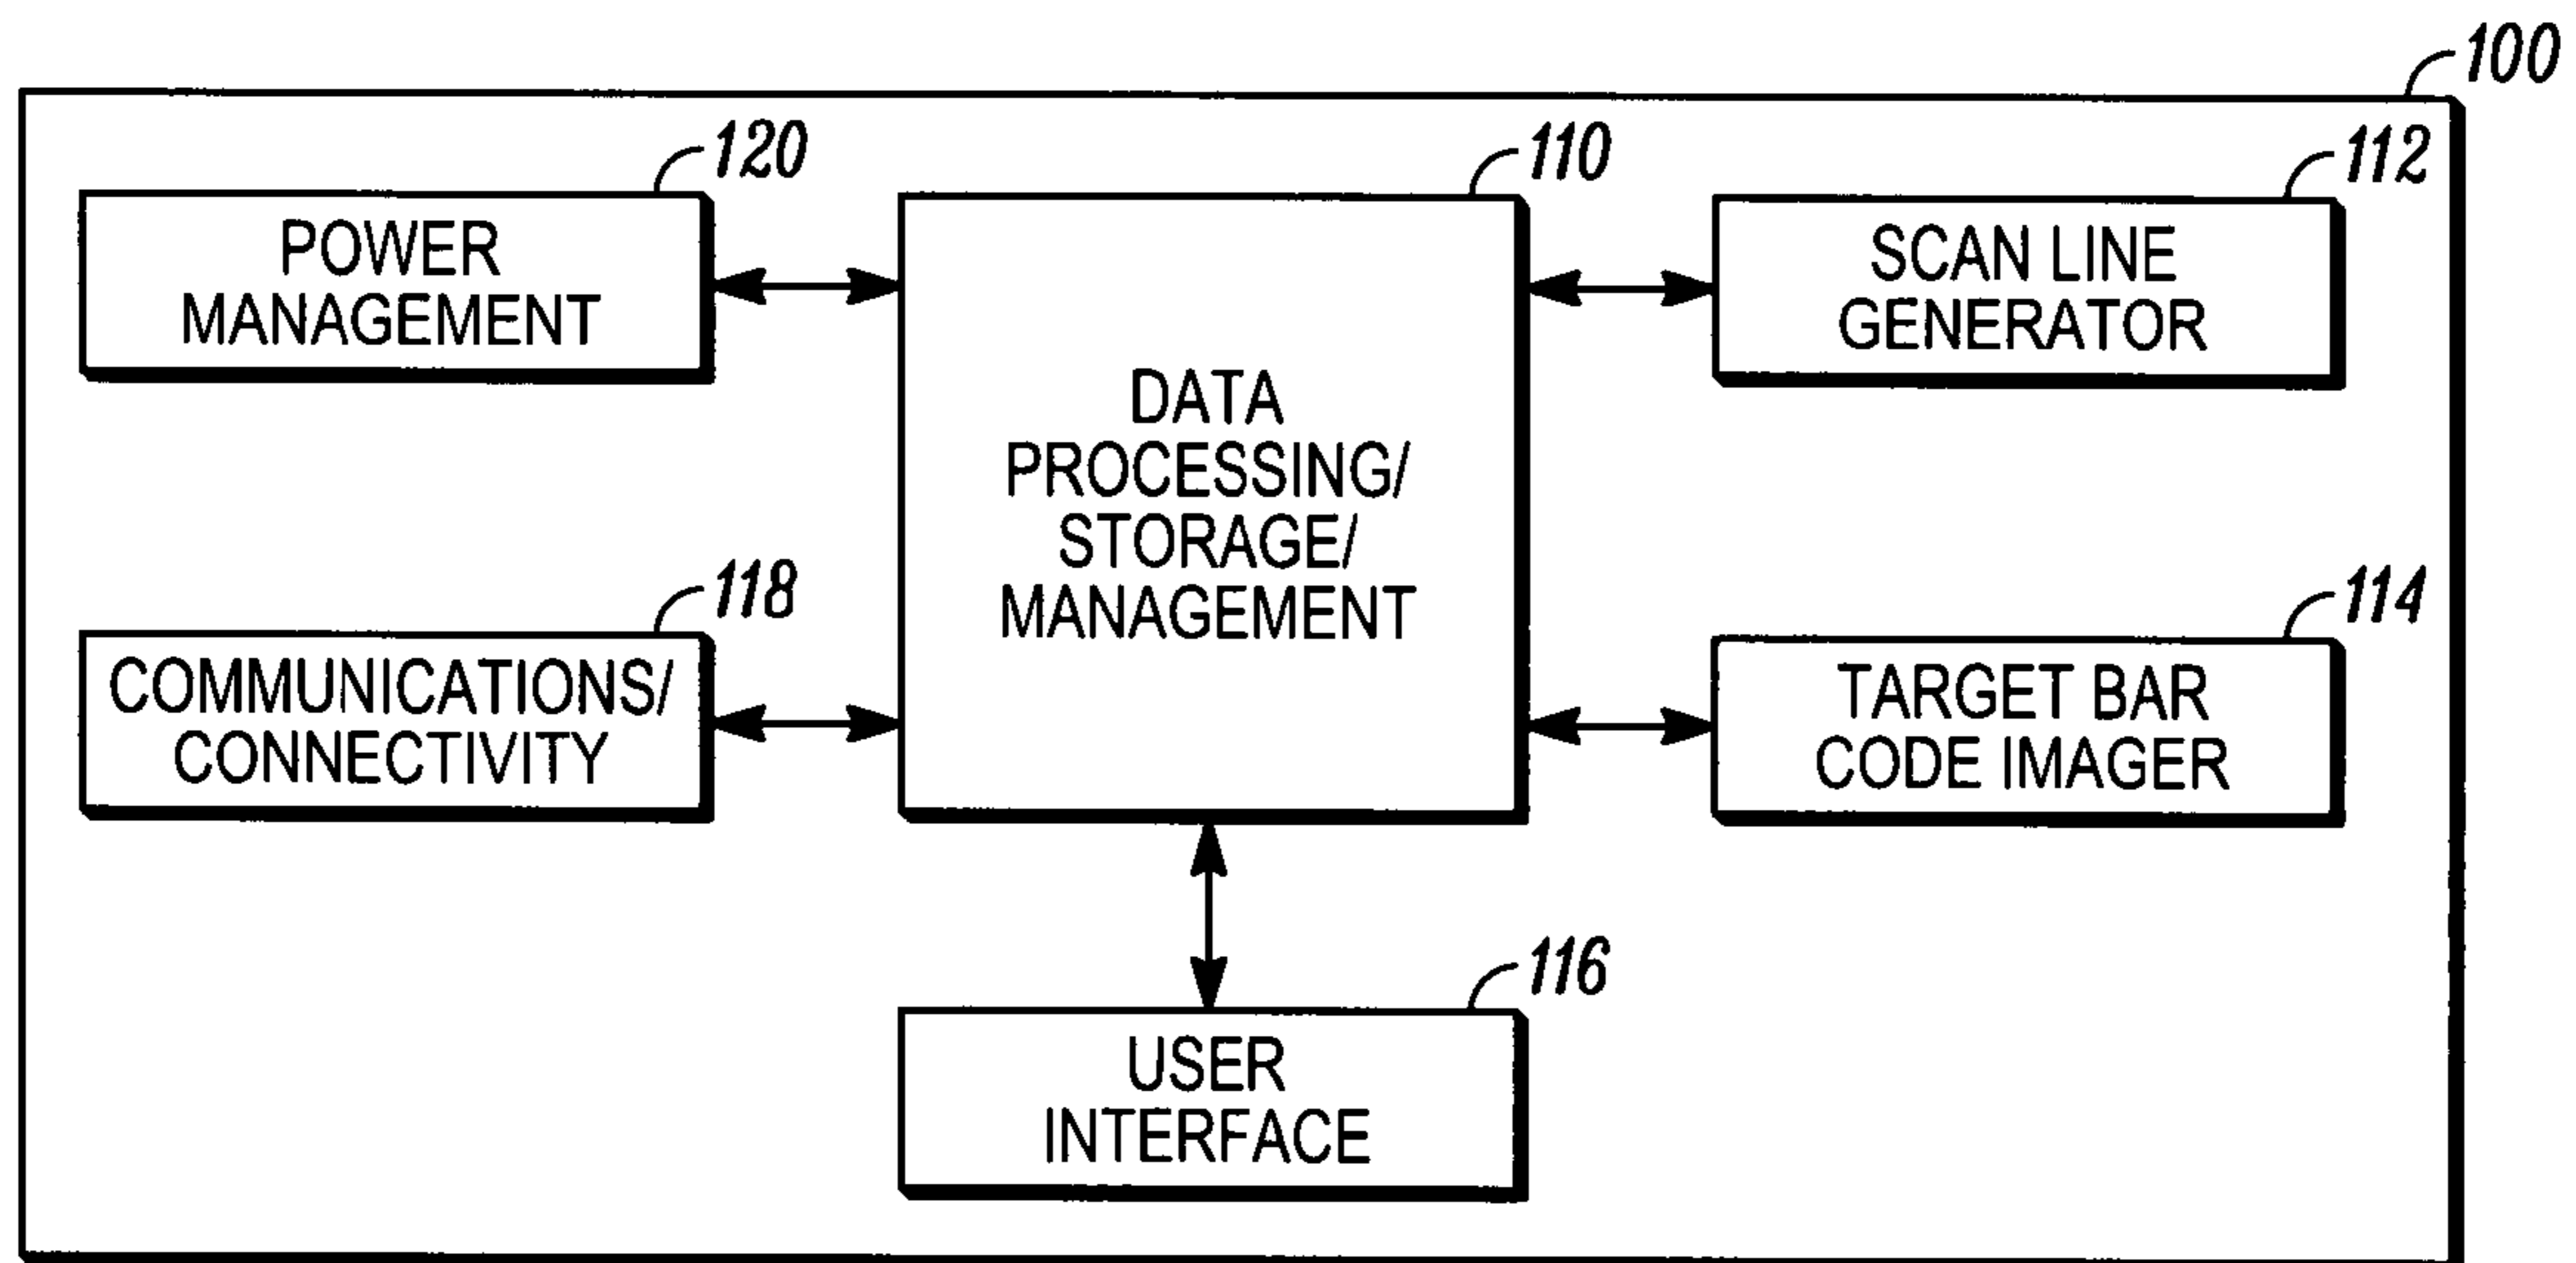 100
120
POWER
MANAGEMENT
110
DATA
PROCESSING/
STORAGE/
MANAGEMENT
112
SCAN LINE
GENERATOR
118
COMMUNICATIONS/
CONNECTIVITY
114
TARGET BAR
CODE IMAGER
116
USER
INTERFACE